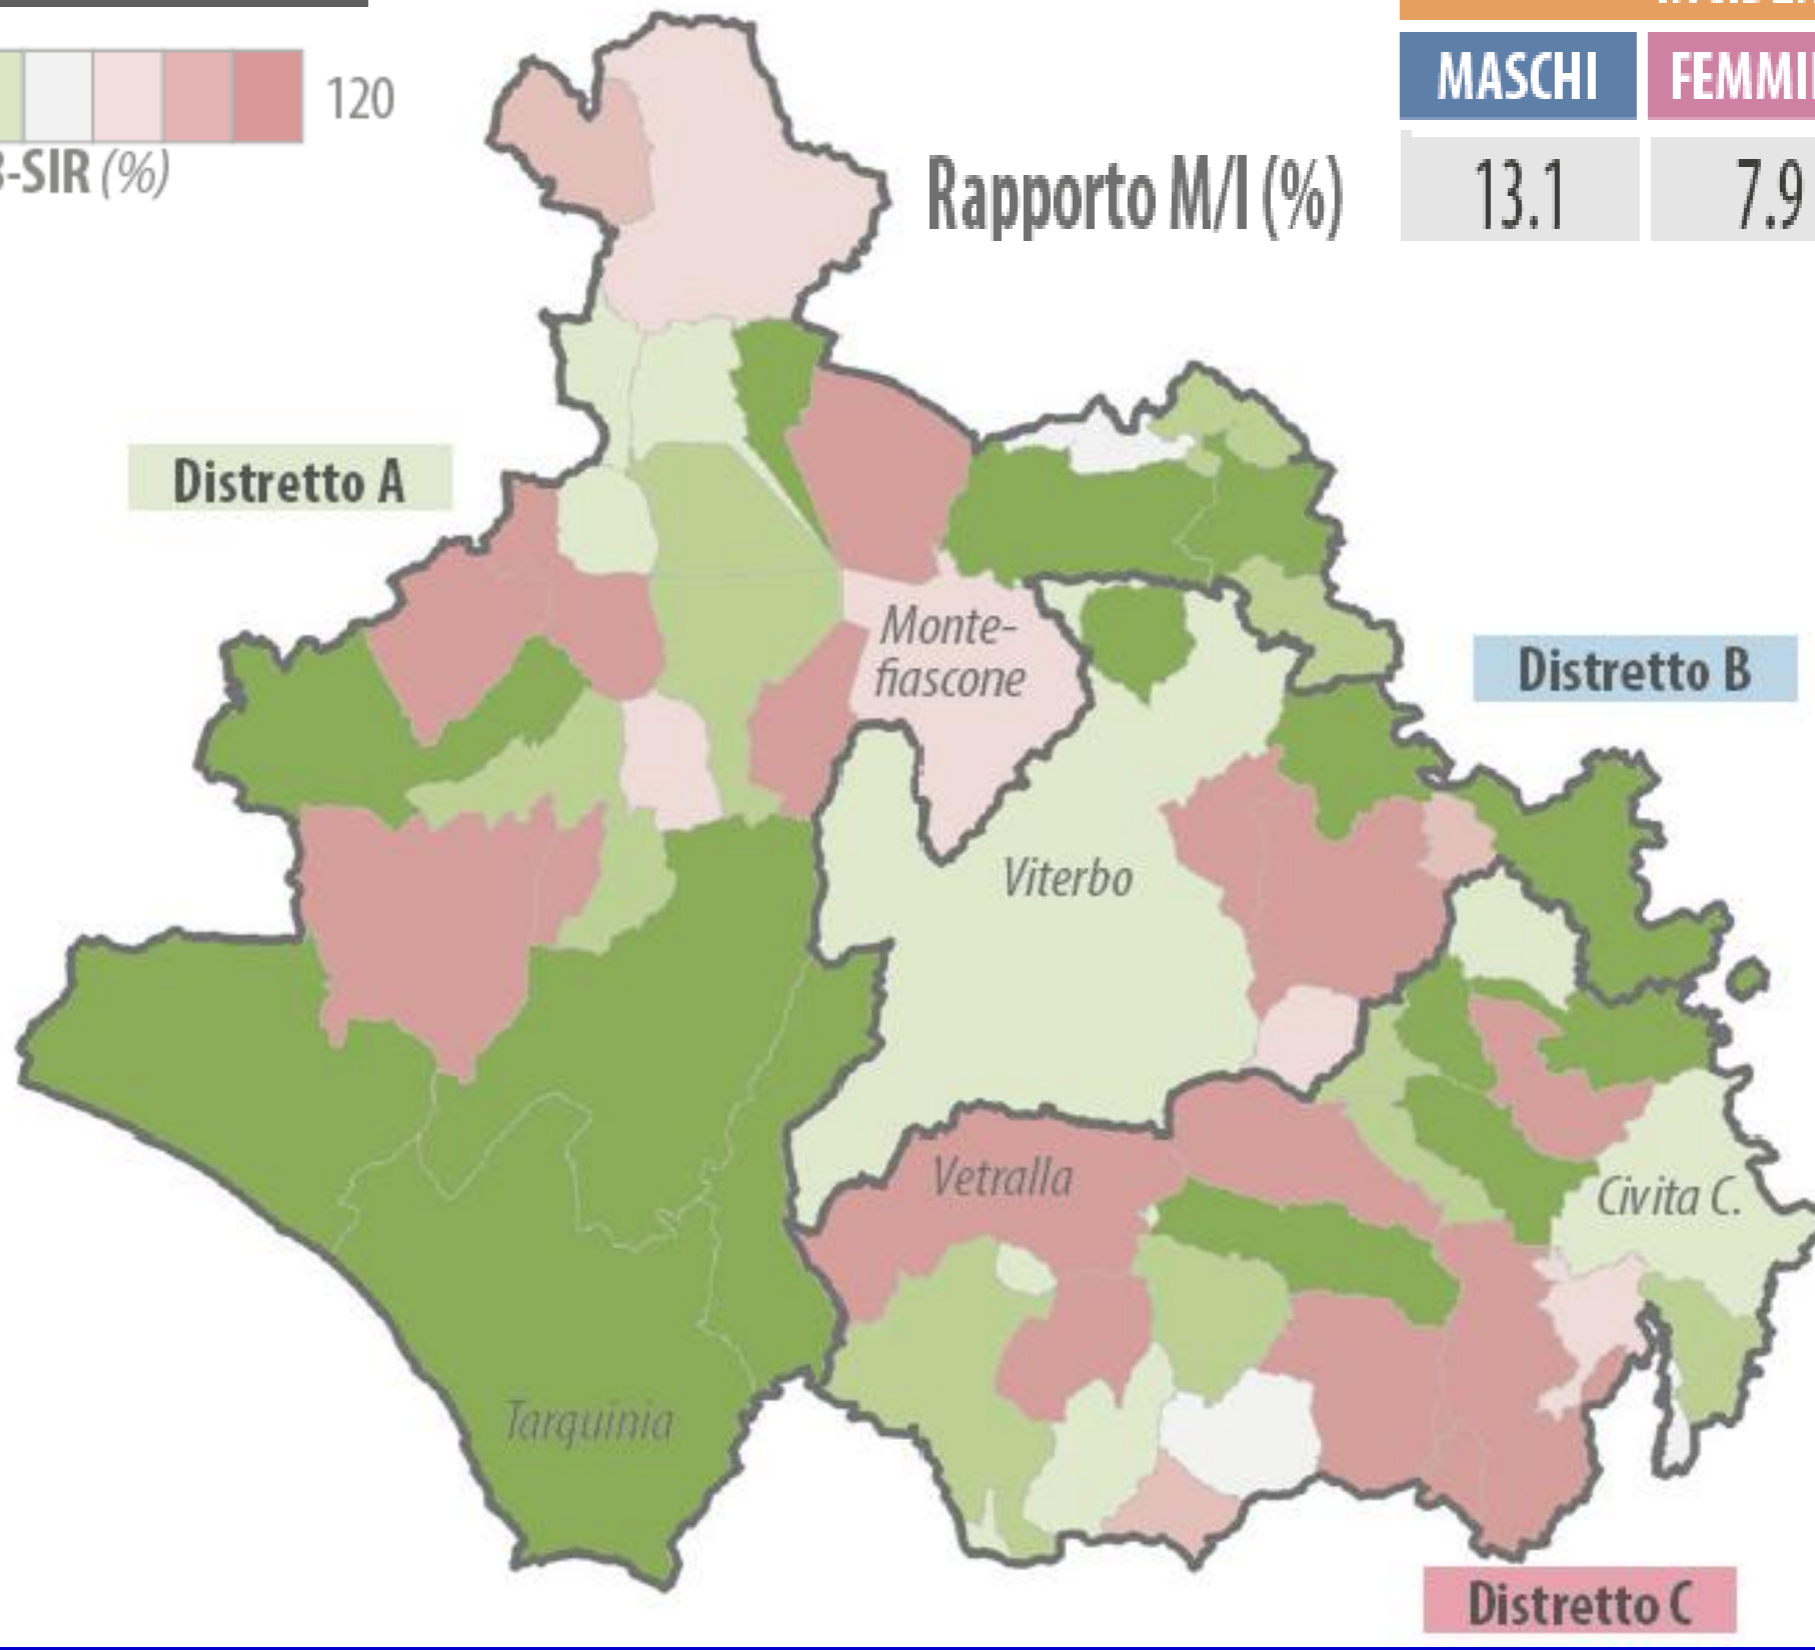 120
-SIR (%)
MASCHI
Rapporto M/I (%)
13.1
7.9
Distretto A
Monte-
fiascone
Distretto B
Viterbo
Vetralla
Civita C.
Tarquinia
Distretto C